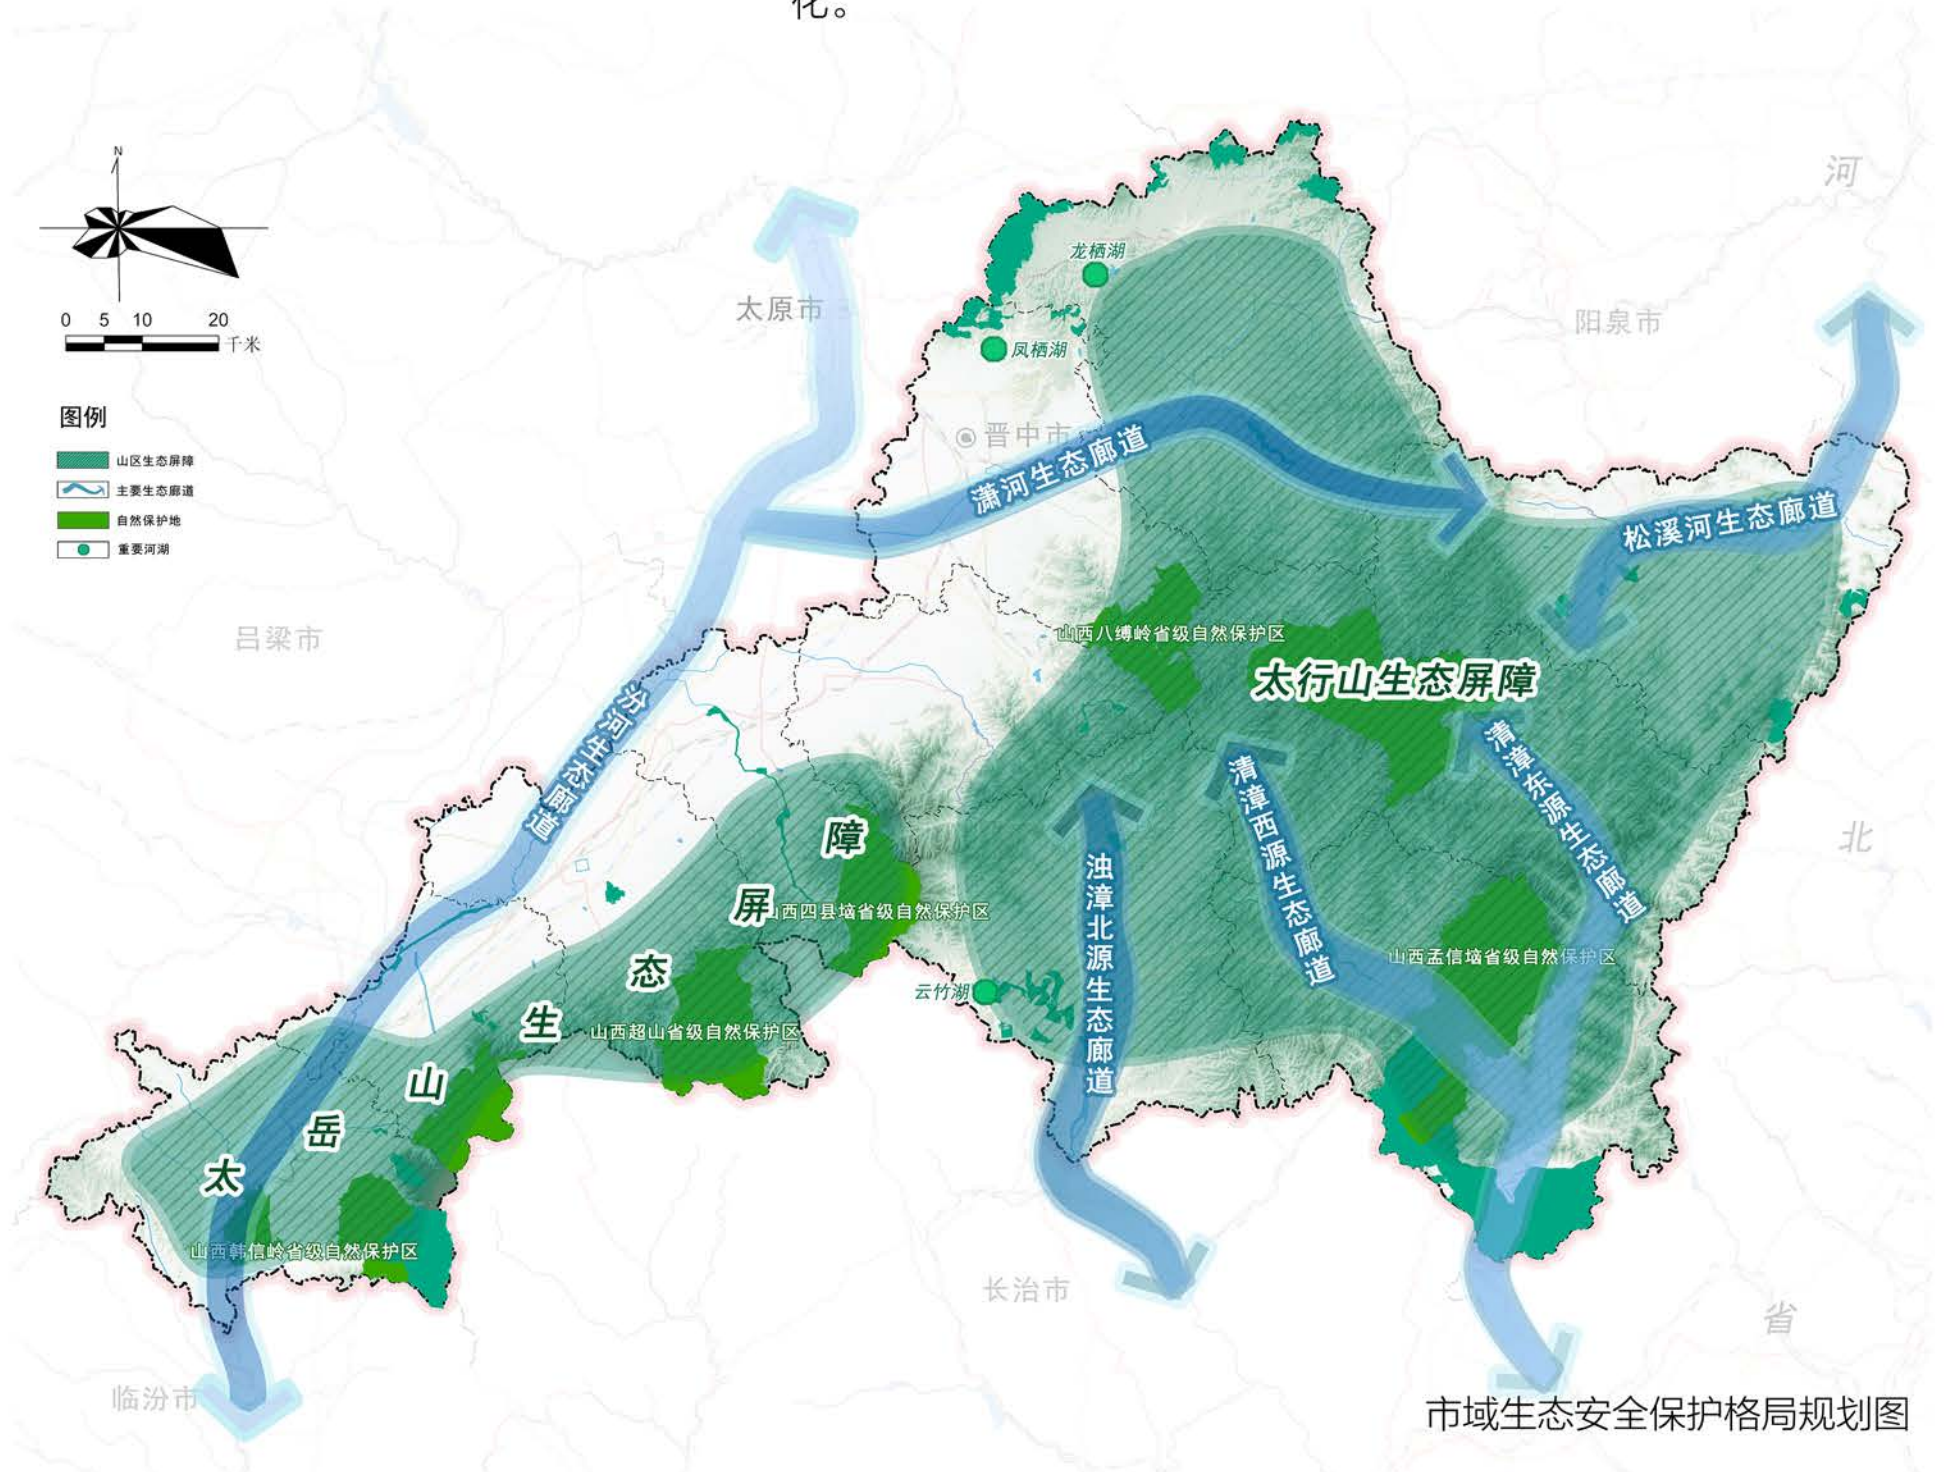 化。
河
N
龙栖湖
太原市
阳泉市
0 5 10 20
千米
凤栖湖
图例
晋中市
山区生态屏障
潇河生态廊道
主要生态廊道
松溪河生态廊道
自然保护地
重要河湖
吕梁市
山西八缚岭省级自然保护区
太行山生态屏障
汾河生态廊道
清漳东源生态廊道
清漳西源生态廊道
北
浊漳北源生态廊道
山西四县垴省级自然保护区
山西孟信垴省级自然保护区
云竹湖
山西超山省级自然保护区
太岳山生态屏障
山西韩信岭省级自然保护区
长治市
省
临汾市
市域生态安全保护格局规划图